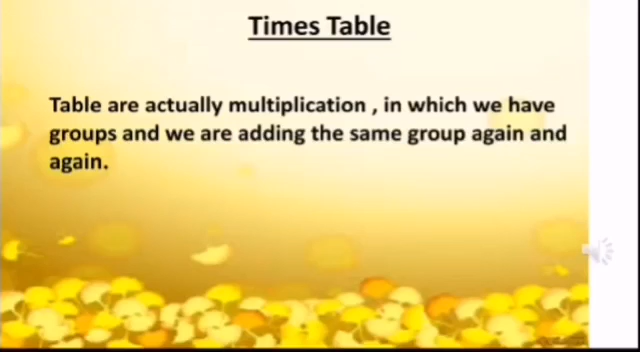 Times Table
Table are actually multiplication , in which we have
groups and we are adding the same group again and
again.